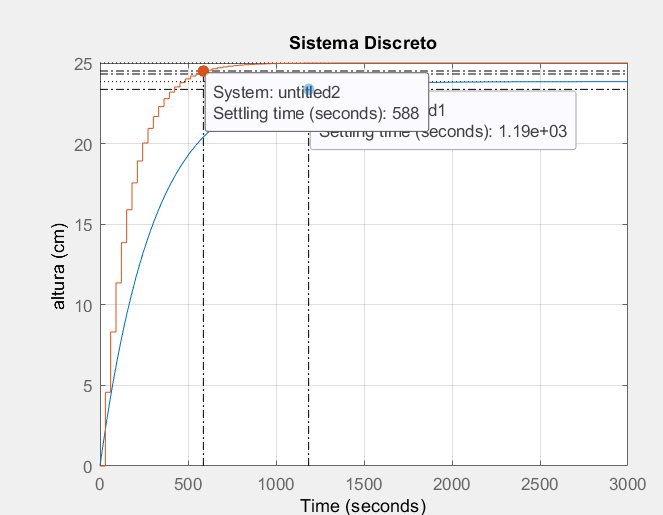 Sistema Discreto
altura (cm)
25
20
15
10
5
0
System: untitled2
Settling time (seconds): 588
d1
Settling time (seconds): 1.19e+03
0 500 1000 1500 2000 2500 3000
Time (seconds)